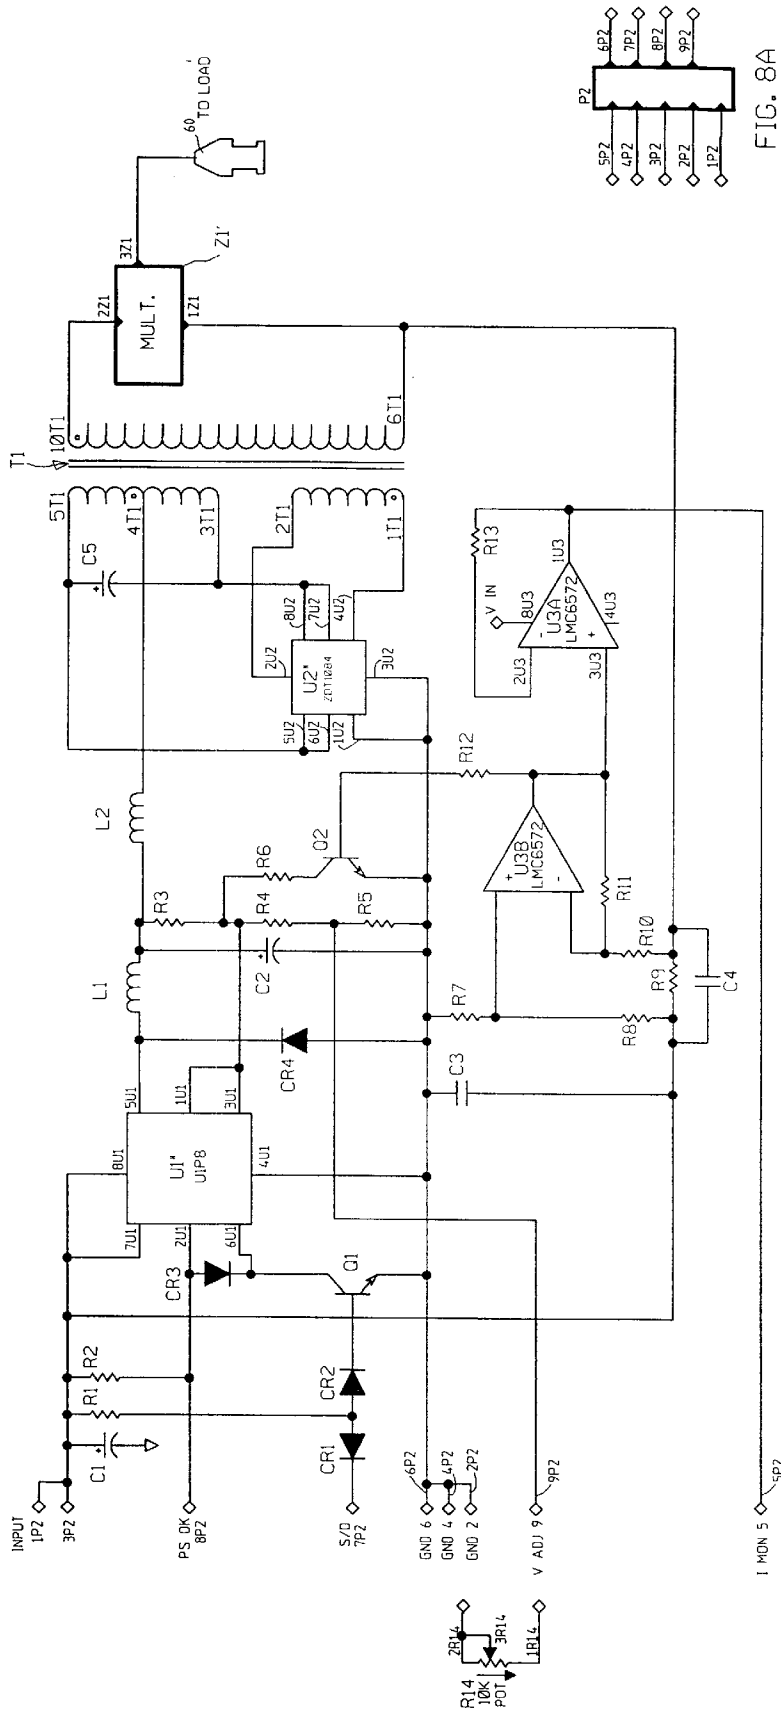 INPUT
1P2
3P2
PS OK
8P2
S/D
7P2
GND 6
6P2
GND 4
4P2
GND 2
2P2
V ADJ 9
9P2
I MON 5
5P2
R14
10K
POT
2R14
3R14
1R14
C1
R1
R2
CR1
CR2
CR3
Q1
7U1
2U1
6U1
8U1
U1"
U1P8
4U1
5U1
1U1
3U1
CR4
L1
C2
R3
R4
R5
R6
Q2
L2
C3
R7
R8
R9
C4
R10
R11
R12
U3B
LMC6572
+
-
U3A
LMC6572
-
+
2U3
3U3
V IN
8U3
4U3
1U3
R13
5U2
6U2
1U2
2U2
U2"
ZDT1084
3U2
8U2
7U2
4U2
C5
T1
5T1
4T1
3T1
2T1
1T1
10T1
6T1
2Z1
MULT.
1Z1
3Z1
Z1'
60
TO LOAD
P2
5P2
4P2
3P2
2P2
1P2
6P2
7P2
8P2
9P2
FIG. 8A